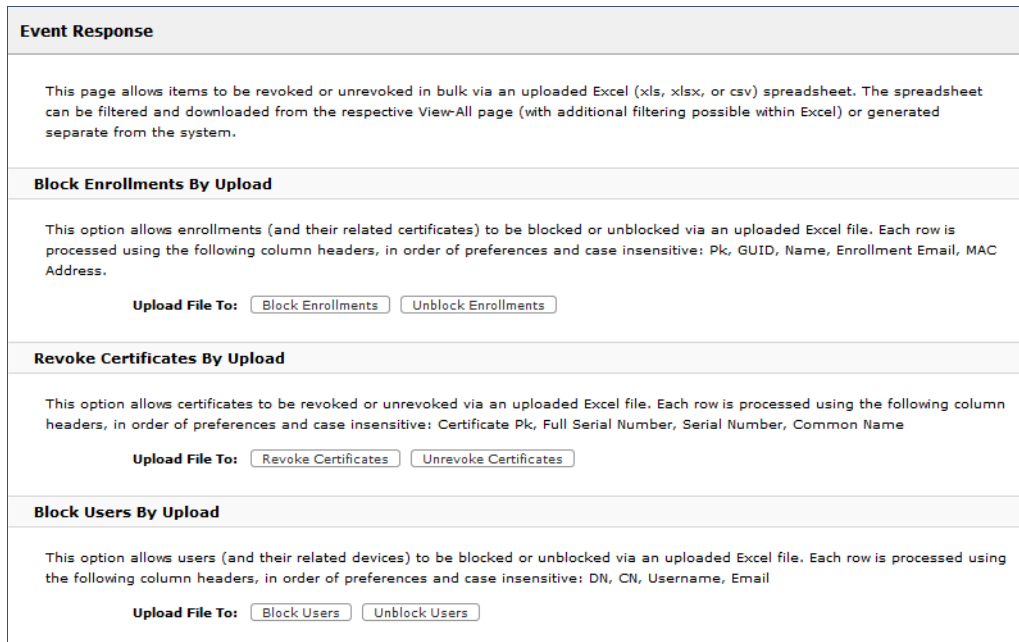 Event Response
This page allows items to be revoked or unrevoked in bulk via an uploaded Excel (xls, xlsx, or csv) spreadsheet. The spreadsheet
can be filtered and downloaded from the respective View-All page (with additional filtering possible within Excel) or generated
separate from the system.
Block Enrollments By Upload
This option allows enrollments (and their related certificates) to be blocked or unblocked via an uploaded Excel file. Each row is
processed using the following column headers, in order of preferences and case insensitive: Pk, GUID, Name, Enrollment Email, MAC
Address.
Upload File To: Block Enrollments Unblock Enrollments
Revoke Certificates By Upload
This option allows certificates to be revoked or unrevoked via an uploaded Excel file. Each row is processed using the following column
headers, in order of preferences and case insensitive: Certificate Pk, Full Serial Number, Serial Number, Common Name
Upload File To: Revoke Certificates Unrevoke Certificates
Block Users By Upload
This option allows users (and their related devices) to be blocked or unblocked via an uploaded Excel file. Each row is processed using
the following column headers, in order of preferences and case insensitive: DN, CN, Username, Email
Upload File To: Block Users Unblock Users